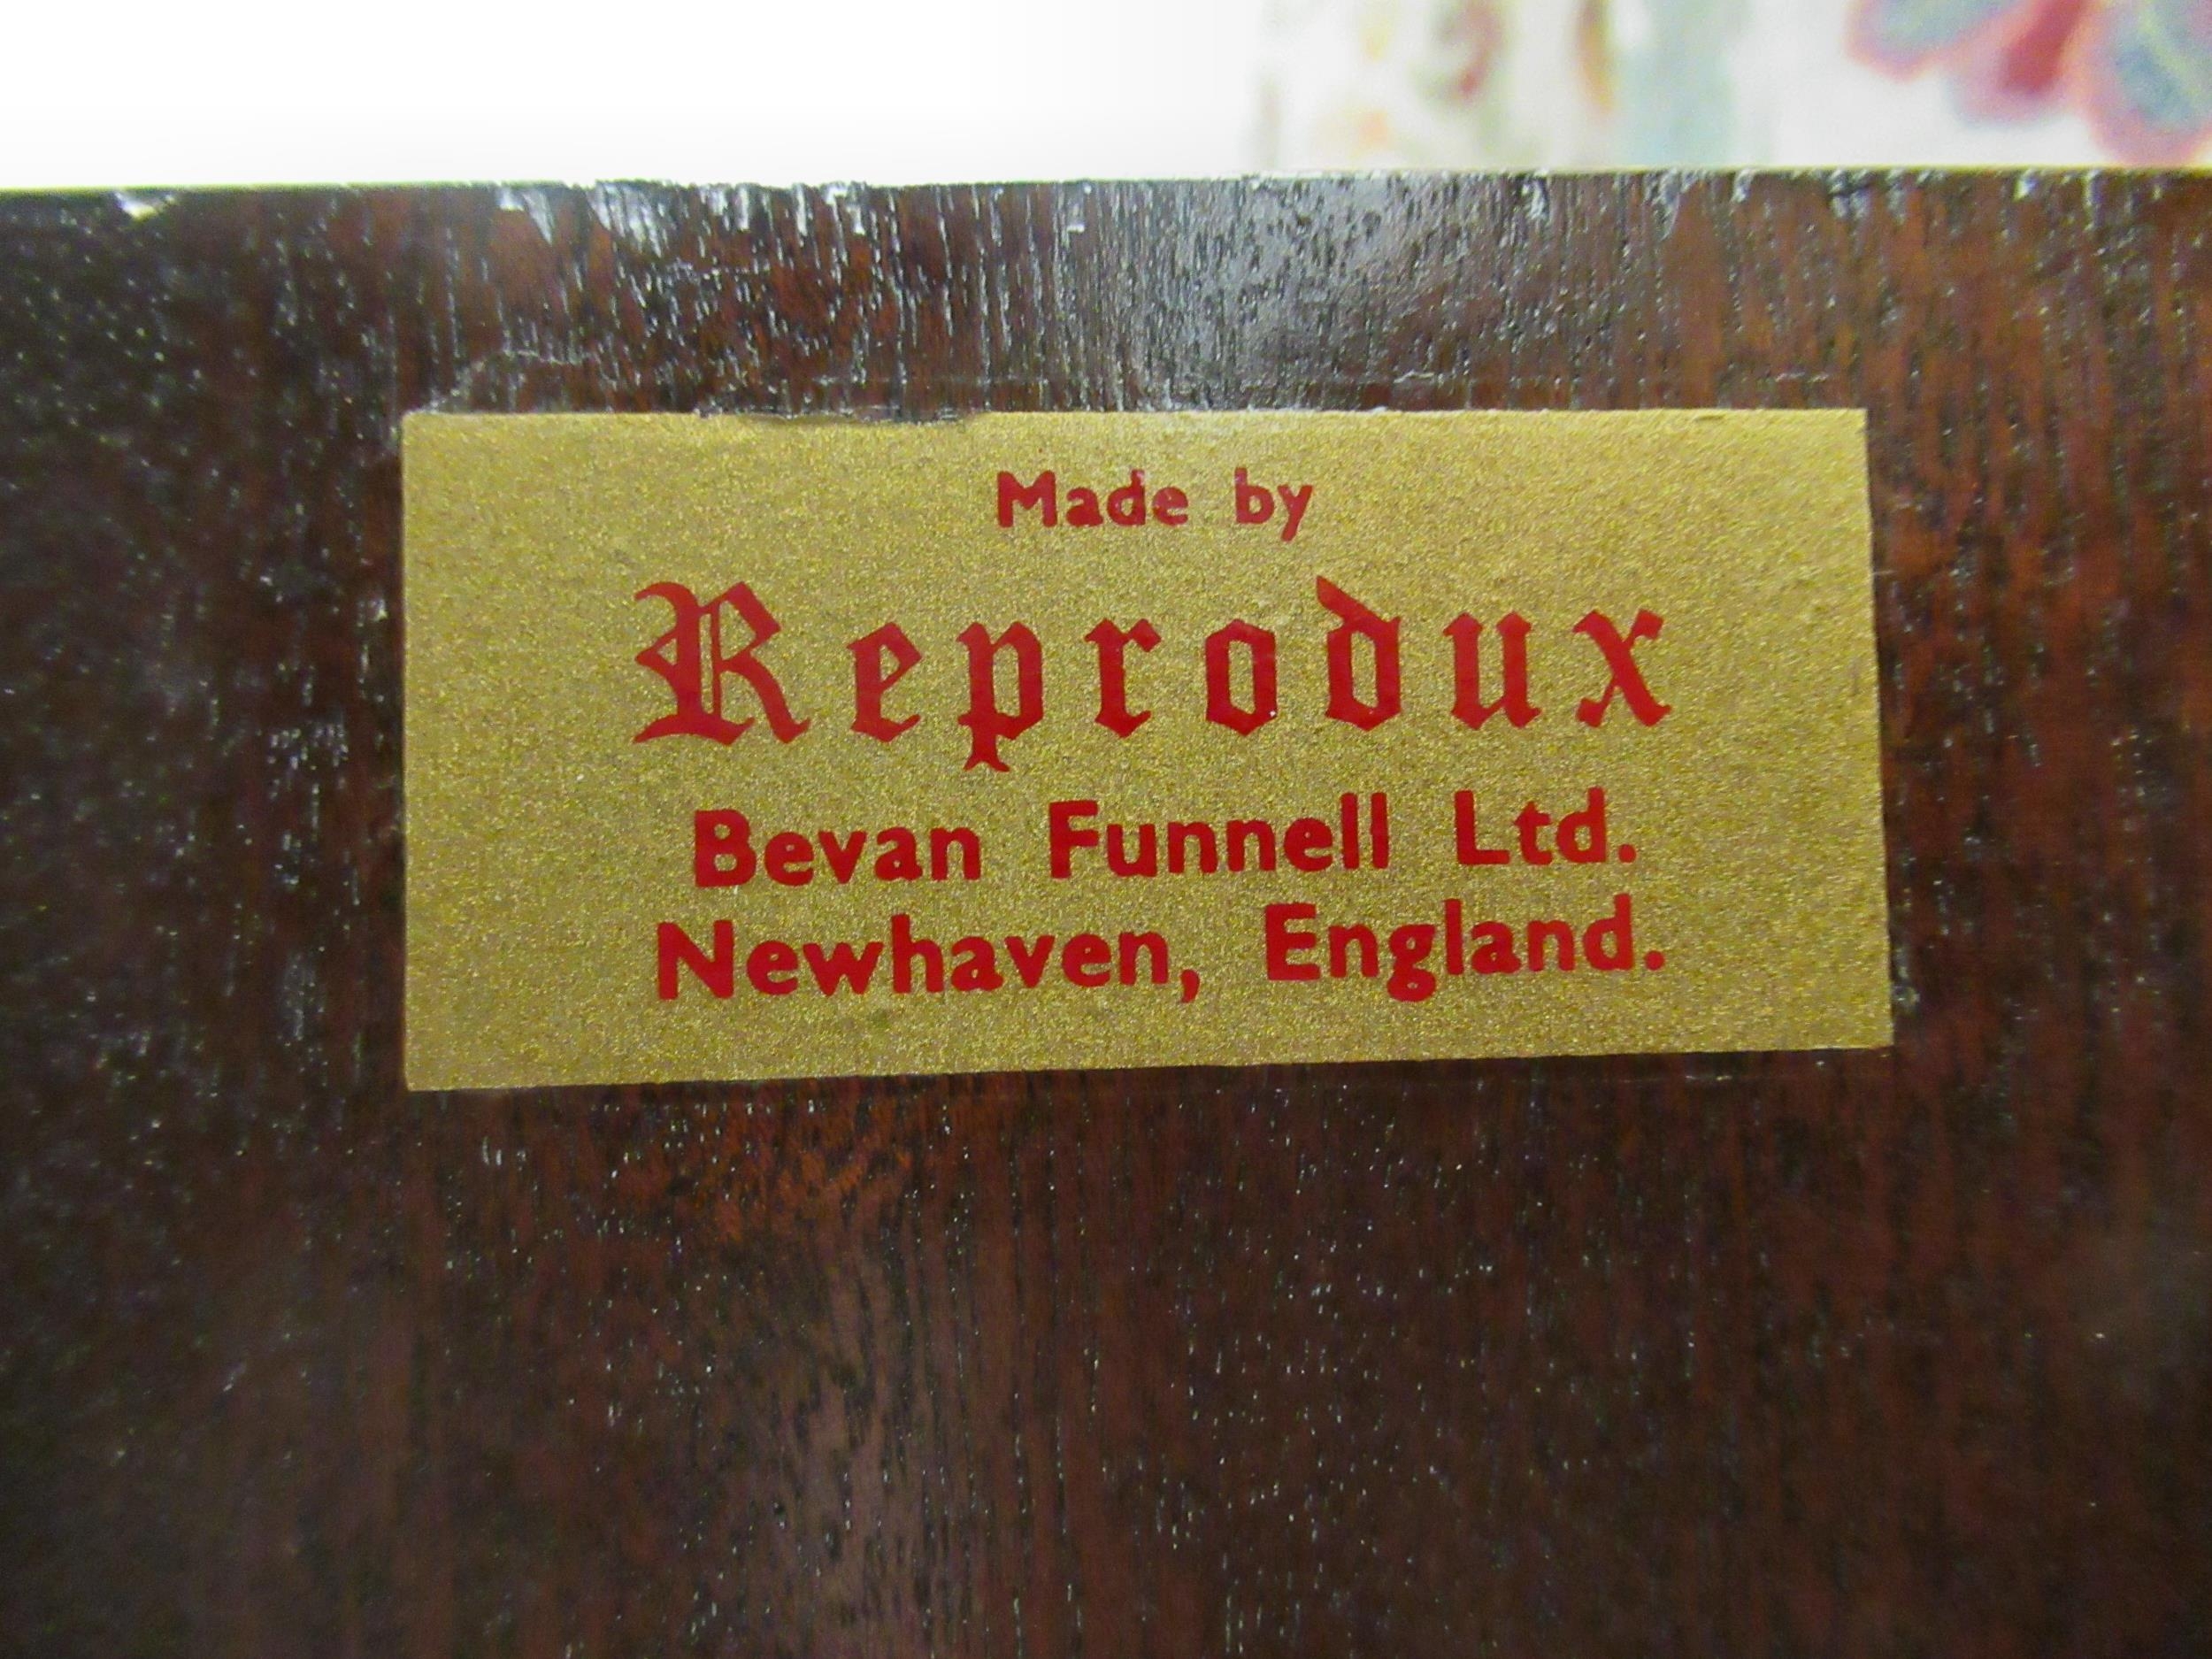 Made by
Reprodux
Bevan Funnell Ltd.
Newhaven, England.